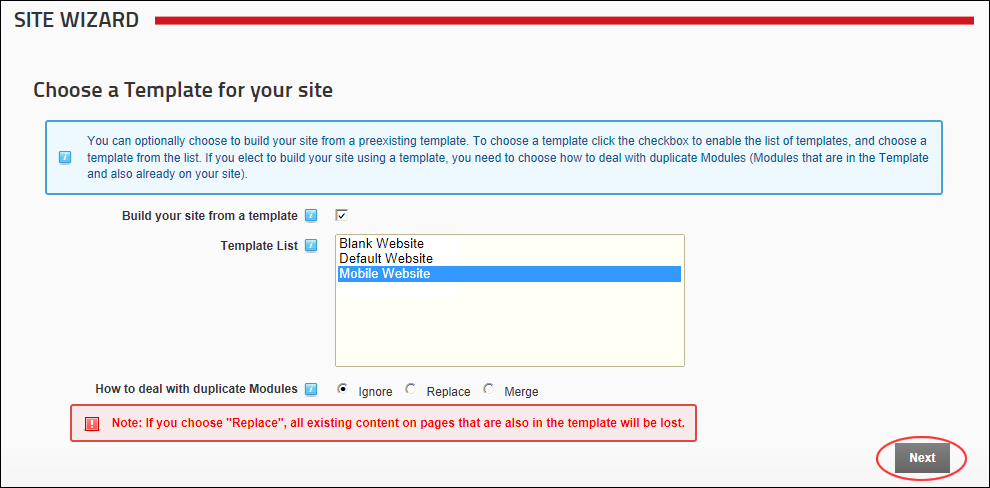 SITE WIZARD
Choose a Template for your site
You can optionally choose to build your site from a preexisting template. To choose a template click the checkbox to enable the list of templates, and choose a
template from the list. If you elect to build your site using a template, you need to choose how to deal with duplicate Modules (Modules that are in the Template
and also already on your site).
Build your site from a template
Template List
Blank Website
Default Website
Mobile Website
How to deal with duplicate Modules Ignore Replace Merge
Note: If you choose "Replace", all existing content on pages that are also in the template will be lost.
Next